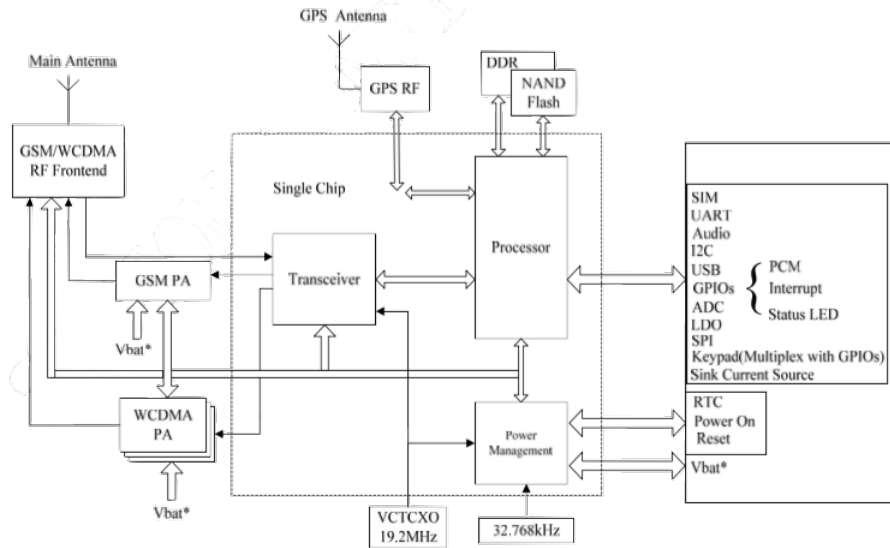 GPS Antenna
Main Antenna
GPS RF
DDR
NAND
Flash
GSM/WCDMA
RF Frontend
Single Chip
Transceiver
Processor
GSM PA
Vbat*
WCDMA
PA
Vbat*
Power
Management
VCTCXO
19.2MHz
32.768kHz
SIM
UART
Audio
I2C
USB
GPIOs
ADC
LDO
SPI
Keypad(Multiplex with GPIOs)
Sink Current Source
PCM
Interrupt
Status LED
RTC
Power On
Reset
Vbat*